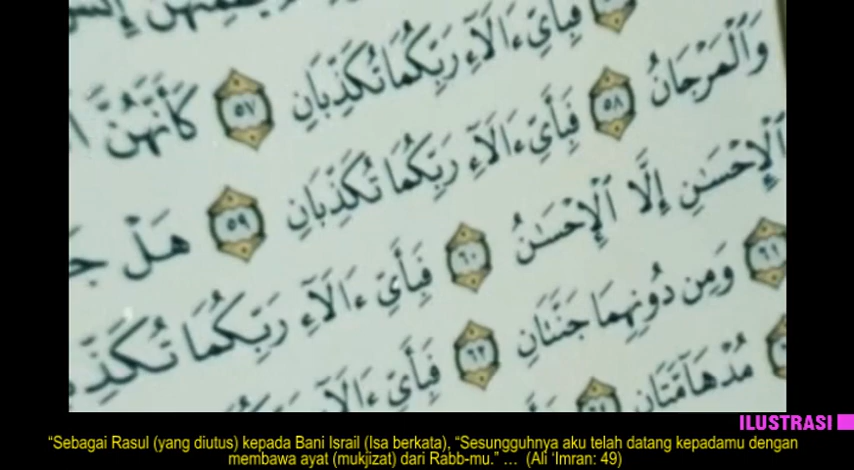 فَبِأَىِّ ءَالَآءِ رَبِّكُمَا تُكَذِّبَانِ ٥٧ كَأَنَّهُنَّ
وَٱلْمَرْجَانُ ٥٨ فَبِأَىِّ ءَالَآءِ رَبِّكُمَا تُكَذِّبَانِ ٥٩ هَلْ
ٱلْإِحْسَٰنِ إِلَّا ٱلْإِحْسَٰنُ ٦٠ فَبِأَىِّ ءَالَآءِ رَبِّكُمَا
٦١ وَمِن دُونِهِمَا جَنَّتَانِ ٦٢ فَبِأَىِّ ءَالَآءِ
مُدْهَآمَّتَانِ
ILUSTRASI
“Sebagai Rasul (yang diutus) kepada Bani Israil (Isa berkata), “Sesungguhnya aku telah datang kepadamu dengan
membawa ayat (mukjizat) dari Rabb-mu.” ... (Ali ‘Imran: 49)